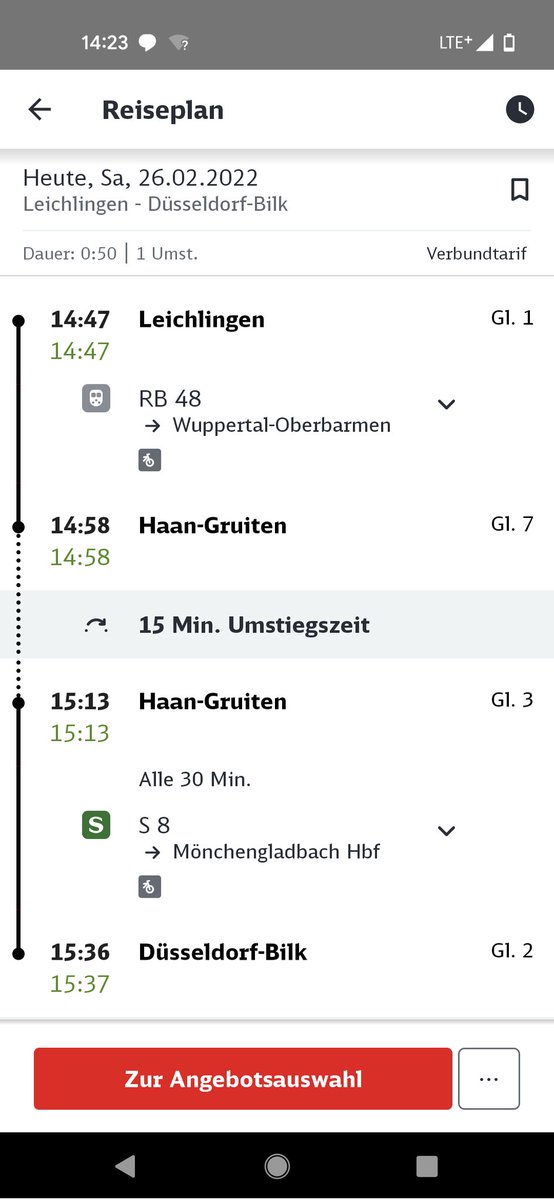 14:23
?
LTE+
Reiseplan
Heute, Sa, 26.02.2022
Leichlingen - Düsseldorf-Bilk
Dauer: 0:50 | 1 Umst.
Verbundtarif
14:47 Leichlingen Gl. 1
14:47
RB 48
→ Wuppertal-Oberbarmen
14:58 Haan-Gruiten Gl. 7
14:58
15 Min. Umstiegszeit
15:13 Haan-Gruiten Gl. 3
15:13
Alle 30 Min.
S S 8
→ Mönchengladbach Hbf
15:36 Düsseldorf-Bilk Gl. 2
15:37
Zur Angebotsauswahl
...